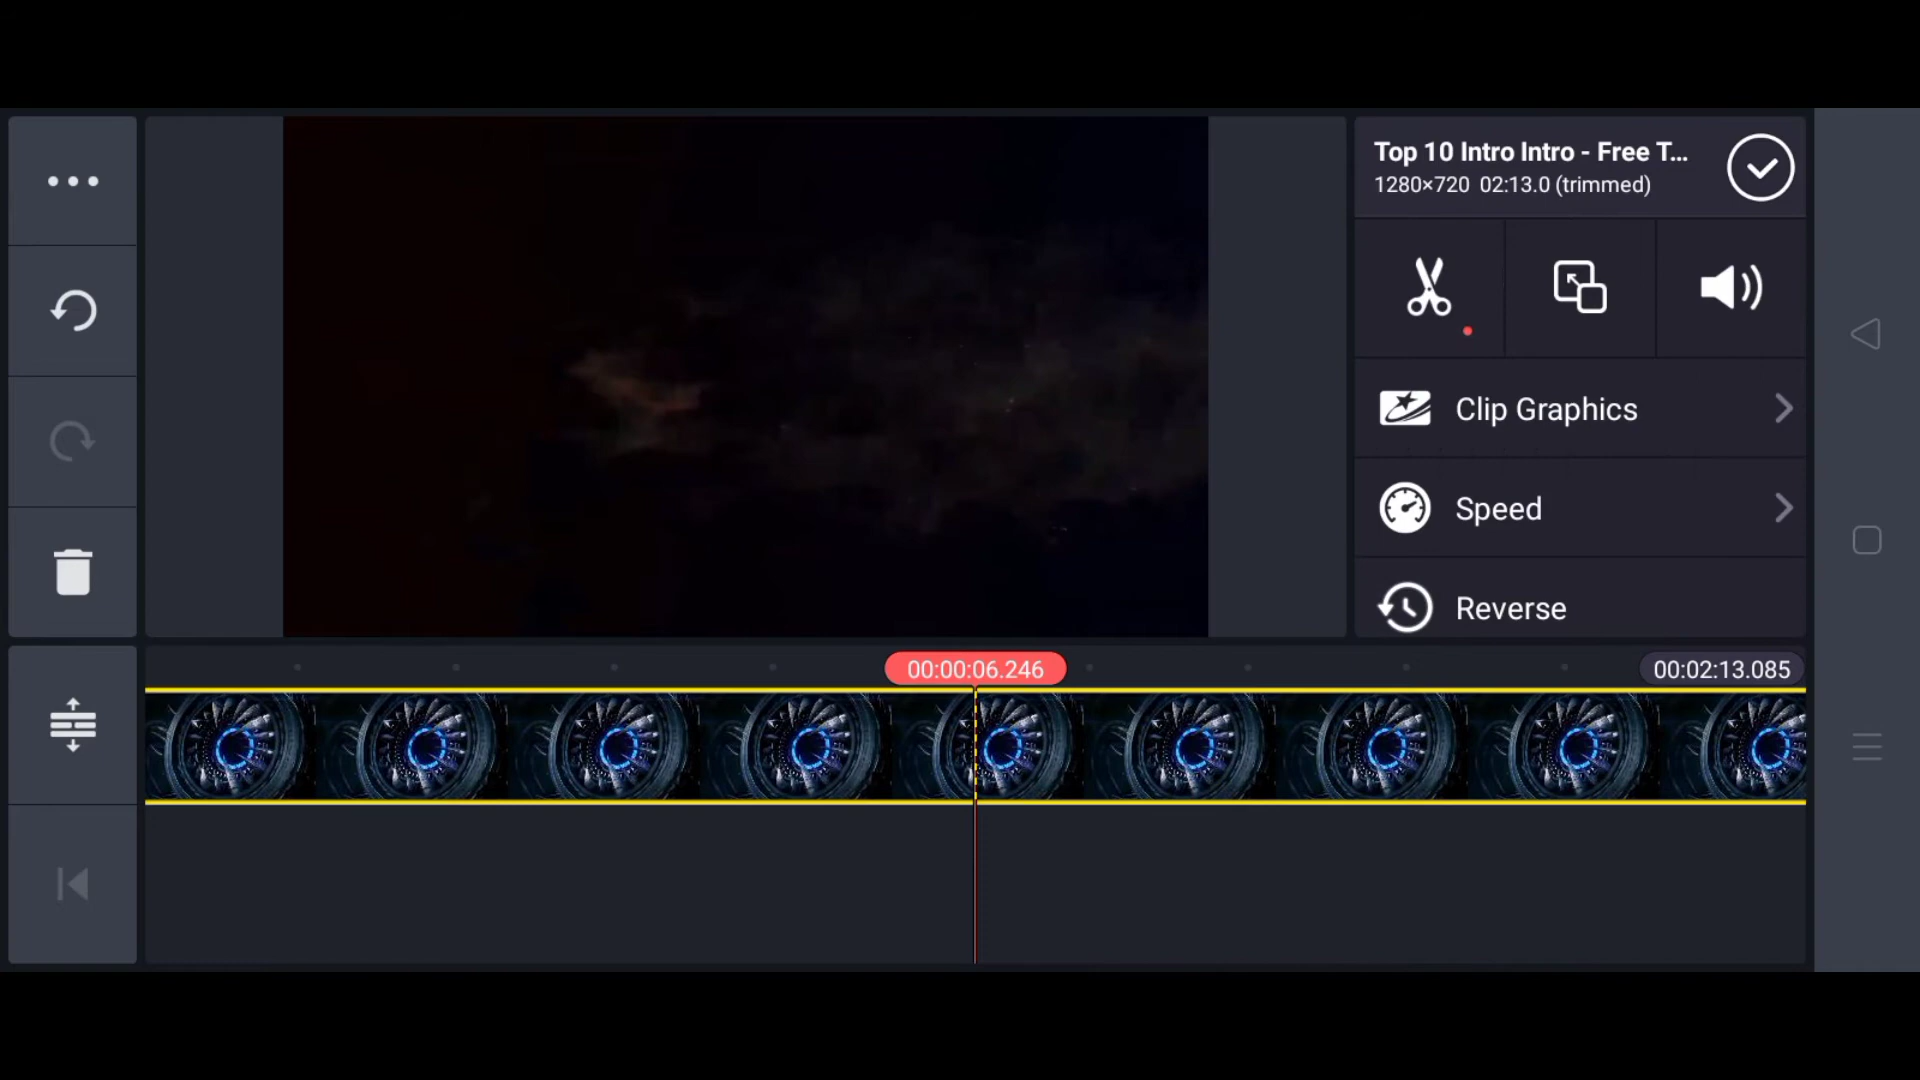 Top 10 Intro Intro - Free T...
1280×720 02:13.0 (trimmed)
Clip Graphics
Speed
Reverse
00:00:06.246
00:02:13.085